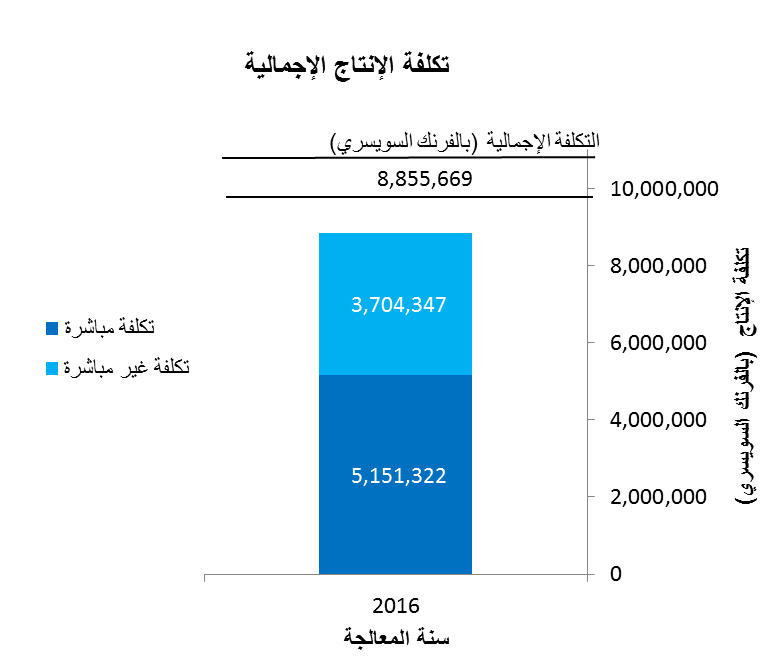 تكلفة الإنتاج الإجمالية
التكلفة الإجمالية (بالفرنك السويسري)
8,855,669
10,000,000
8,000,000
6,000,000
4,000,000
2,000,000
0
تكلفة الإنتاج (بالفرنك السويسري)
3,704,347
5,151,322
تكلفة مباشرة
تكلفة غير مباشرة
2016
سنة المعالجة